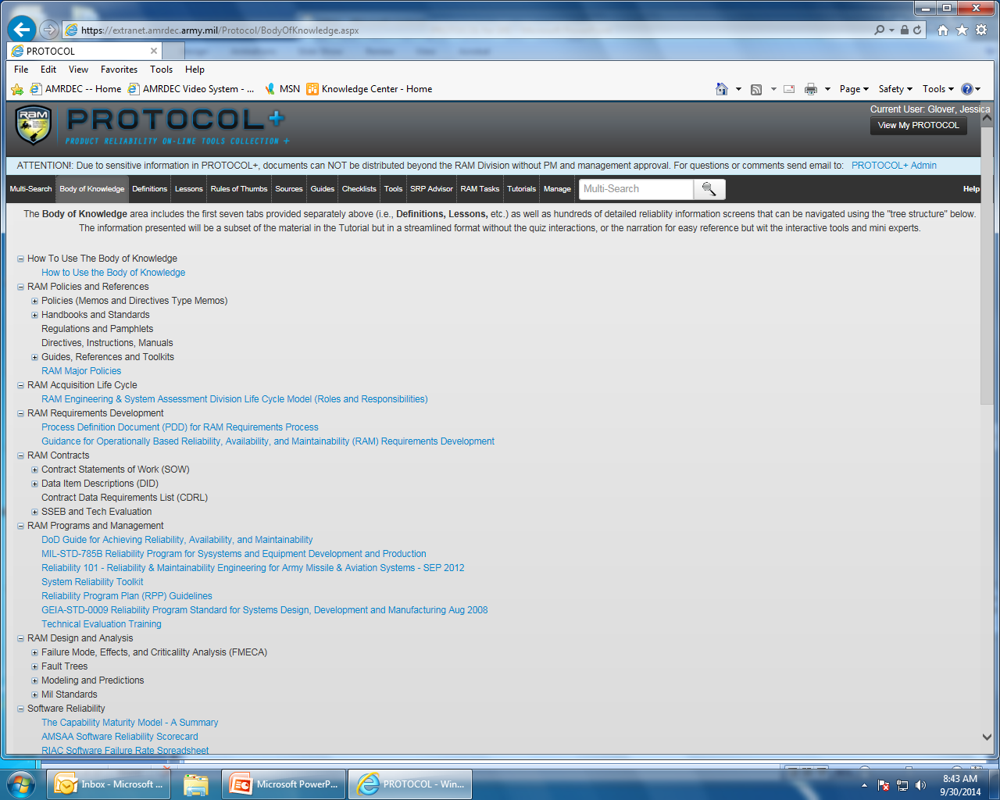 https://extranet.amrdec.army.mil/Protocol/BodyOfKnowledge.aspx
PROTOCOL
File Edit View Favorites Tools Help
AMRDEC -- Home AMRDEC Video System - ... MSN Knowledge Center - Home Page Safety Tools
RAM PROTOCOL+
PRODUCT RELIABILITY ON-LINE TOOLS COLLECTION +
Current User: Glover, Jessica
View My PROTOCOL
ATTENTION!: Due to sensitive information in PROTOCOL+, documents can NOT be distributed beyond the RAM Division without PM and management approval. For questions or comments send email to: PROTOCOL+ Admin
Multi-Search Body of Knowledge Definitions Lessons Rules of Thumbs Sources Guides Checklists Tools SRP Advisor RAM Tasks Tutorials Manage Multi-Search Help
The Body of Knowledge area includes the first seven tabs provided separately above (i.e., Definitions, Lessons, etc.) as well as hundreds of detailed reliablity information screens that can be navigated using the "tree structure" below.
The information presented will be a subset of the material in the Tutorial but in a streamlined format without the quiz interactions, or the narration for easy reference but wit the interactive tools and mini experts.
How To Use The Body of Knowledge
How to Use the Body of Knowledge
RAM Policies and References
Policies (Memos and Directives Type Memos)
Handbooks and Standards
Regulations and Pamphlets
Directives, Instructions, Manuals
Guides, References and Toolkits
RAM Major Policies
RAM Acquisition Life Cycle
RAM Engineering & System Assessment Division Life Cycle Model (Roles and Responsibilities)
RAM Requirements Development
Process Definition Document (PDD) for RAM Requirements Process
Guidance for Operationally Based Reliability, Availability, and Maintainability (RAM) Requirements Development
RAM Contracts
Contract Statements of Work (SOW)
Data Item Descriptions (DID)
Contract Data Requirements List (CDRL)
SSEB and Tech Evaluation
RAM Programs and Management
DoD Guide for Achieving Reliability, Availability, and Maintainability
MIL-STD-785B Reliability Program for Sysystems and Equipment Development and Production
Reliability 101 - Reliability & Maintainability Engineering for Army Missile & Aviation Systems - SEP 2012
System Reliability Toolkit
Reliability Program Plan (RPP) Guidelines
GEIA-STD-0009 Reliability Program Standard for Systems Design, Development and Manufacturing Aug 2008
Technical Evaluation Training
RAM Design and Analysis
Failure Mode, Effects, and Criticalilty Analysis (FMECA)
Fault Trees
Modeling and Predictions
Mil Standards
Software Reliability
The Capability Maturity Model - A Summary
AMSAA Software Reliability Scorecard
RIAC Software Failure Rate Spreadsheet
Inbox - Microsoft ... Microsoft PowerP... PROTOCOL - Win...
8:43 AM
9/30/2014